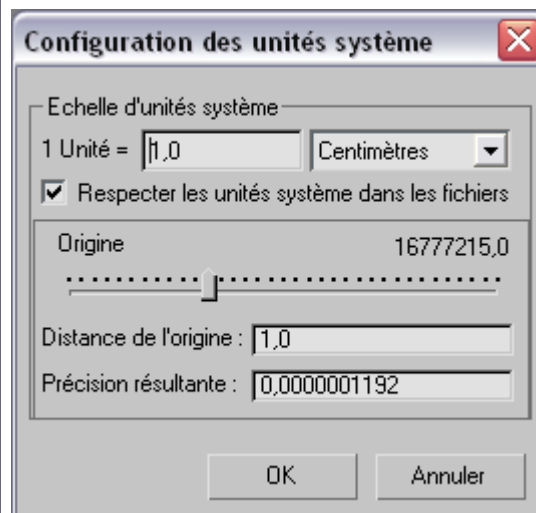 Configuration des unités système
Echelle d'unités système
1 Unité = 1,0 Centimètres
Respecter les unités système dans les fichiers
Origine 16777215,0
Distance de l'origine : 1,0
Précision résultante : 0,0000001192
OK Annuler